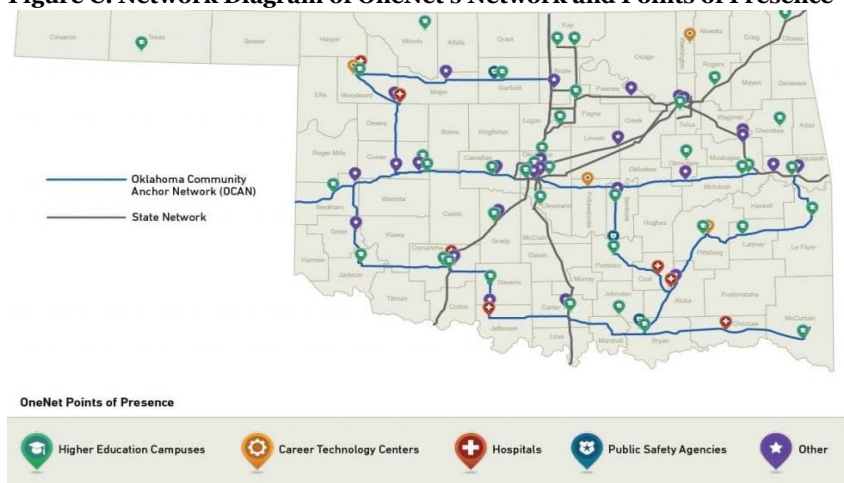 Figure C. Network Diagram of OneNet's Network and Points of Presence
Cimarron
Texas
Beaver
Harper
Woods
Alfalfa
Grant
Kay
Osage
Washington
Nowata
Craig
Ottawa
Rogers
Mayes
Delaware
Ellis
Woodward
Major
Garfield
Noble
Pawnee
Payne
Creek
Tulsa
Wagoner
Cherokee
Adair
Dewey
Blaine
Kingfisher
Logan
Lincoln
Roger Mills
Custer
Canadian
Okfuskee
Muskogee
Sequoyah
McIntosh
Oklahoma Community
Anchor Network (OCAN)
State Network
Beckham
Washita
Caddo
Cleveland
Pottawatomie
Seminole
Hughes
Haskell
Greer
Kiowa
Grady
McClain
Pittsburg
Latimer
Le Flore
Harmon
Jackson
Comanche
Garvin
Pontotoc
Coal
Tillman
Cotton
Stephens
Murray
Johnston
Atoka
Pushmataha
Jefferson
Carter
Love
Marshall
Bryan
Choctaw
McCurtain
OneNet Points of Presence
Higher Education Campuses
Career Technology Centers
Hospitals
Public Safety Agencies
Other